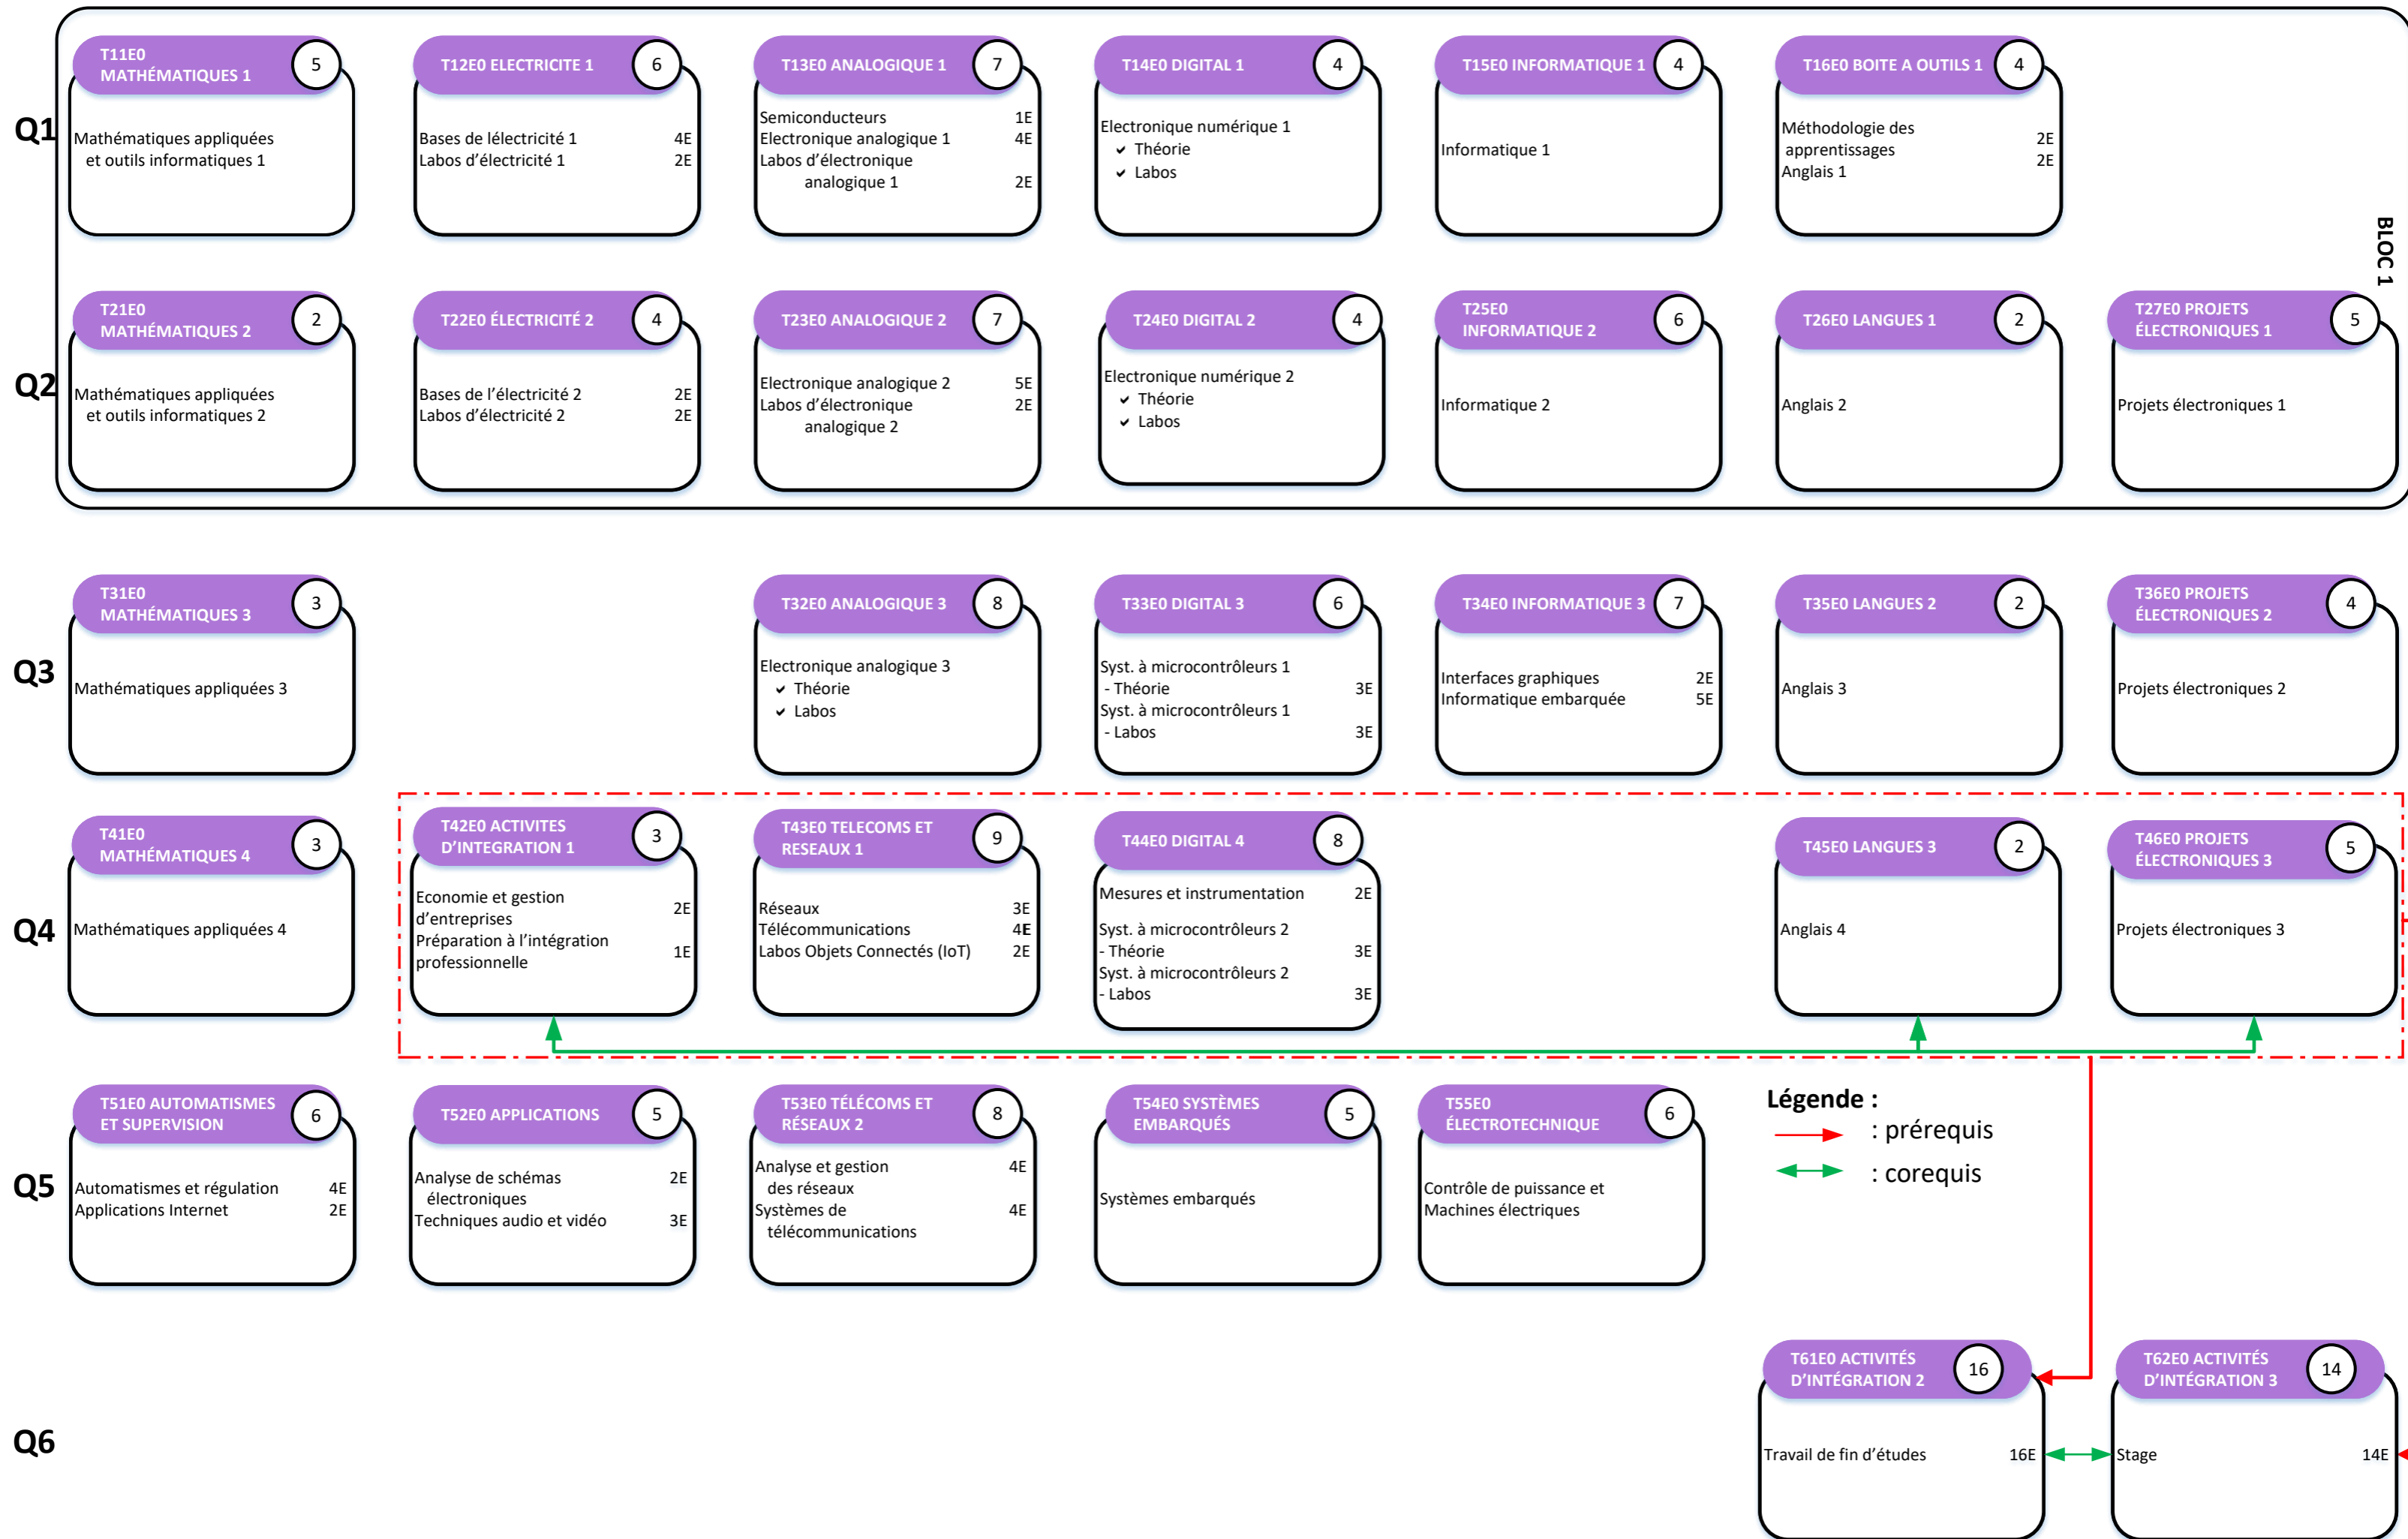 Q1
T11E0
MATHÉMATIQUES 1
5
Mathématiques appliquées
et outils informatiques 1
T12E0 ELECTRICITE 1
6
Bases de lélectricité 1 4E
Labos d'électricité 1 2E
T13E0 ANALOGIQUE 1
7
Semiconducteurs 1E
Electronique analogique 1 4E
Labos d'électronique
analogique 1 2E
T14E0 DIGITAL 1
4
Electronique numérique 1
✓ Théorie
✓ Labos
T15E0 INFORMATIQUE 1
4
Informatique 1
T16E0 BOITE A OUTILS 1
4
Méthodologie des
apprentissages 2E
Anglais 1 2E
BLOC 1
Q2
T21E0
MATHÉMATIQUES 2
2
Mathématiques appliquées
et outils informatiques 2
T22E0 ÉLECTRICITÉ 2
4
Bases de l'électricité 2 2E
Labos d'électricité 2 2E
T23E0 ANALOGIQUE 2
7
Electronique analogique 2 5E
Labos d'électronique 2E
analogique 2
T24E0 DIGITAL 2
4
Electronique numérique 2
✓ Théorie
✓ Labos
T25E0
INFORMATIQUE 2
6
Informatique 2
T26E0 LANGUES 1
2
Anglais 2
T27E0 PROJETS
ÉLECTRONIQUES 1
5
Projets électroniques 1
Q3
T31E0
MATHÉMATIQUES 3
3
Mathématiques appliquées 3
T32E0 ANALOGIQUE 3
8
Electronique analogique 3
✓ Théorie
✓ Labos
T33E0 DIGITAL 3
6
Syst. à microcontrôleurs 1
- Théorie 3E
Syst. à microcontrôleurs 1
- Labos 3E
T34E0 INFORMATIQUE 3
7
Interfaces graphiques 2E
Informatique embarquée 5E
T35E0 LANGUES 2
2
Anglais 3
T36E0 PROJETS
ÉLECTRONIQUES 2
4
Projets électroniques 2
Q4
T41E0
MATHÉMATIQUES 4
3
Mathématiques appliquées 4
T42E0 ACTIVITES
D'INTEGRATION 1
3
Economie et gestion
d'entreprises 2E
Préparation à l'intégration
professionnelle 1E
T43E0 TELECOMS ET
RESEAUX 1
9
Réseaux 3E
Télécommunications 4E
Labos Objets Connectés (IoT) 2E
T44E0 DIGITAL 4
8
Mesures et instrumentation 2E
Syst. à microcontrôleurs 2
- Théorie 3E
Syst. à microcontrôleurs 2
- Labos 3E
T45E0 LANGUES 3
2
Anglais 4
T46E0 PROJETS
ÉLECTRONIQUES 3
5
Projets électroniques 3
Q5
T51E0 AUTOMATISMES
ET SUPERVISION
6
Automatismes et régulation 4E
Applications Internet 2E
T52E0 APPLICATIONS
5
Analyse de schémas 2E
électroniques
Techniques audio et vidéo 3E
T53E0 TÉLÉCOMS ET
RÉSEAUX 2
8
Analyse et gestion 4E
des réseaux
Systèmes de 4E
télécommunications
T54E0 SYSTÈMES
EMBARQUÉS
5
Systèmes embarqués
T55E0
ÉLECTROTECHNIQUE
6
Contrôle de puissance et
Machines électriques
Légende :
: prérequis
: corequis
Q6
T61E0 ACTIVITÉS
D'INTÉGRATION 2
16
Travail de fin d'études 16E
T62E0 ACTIVITÉS
D'INTÉGRATION 3
14
Stage 14E